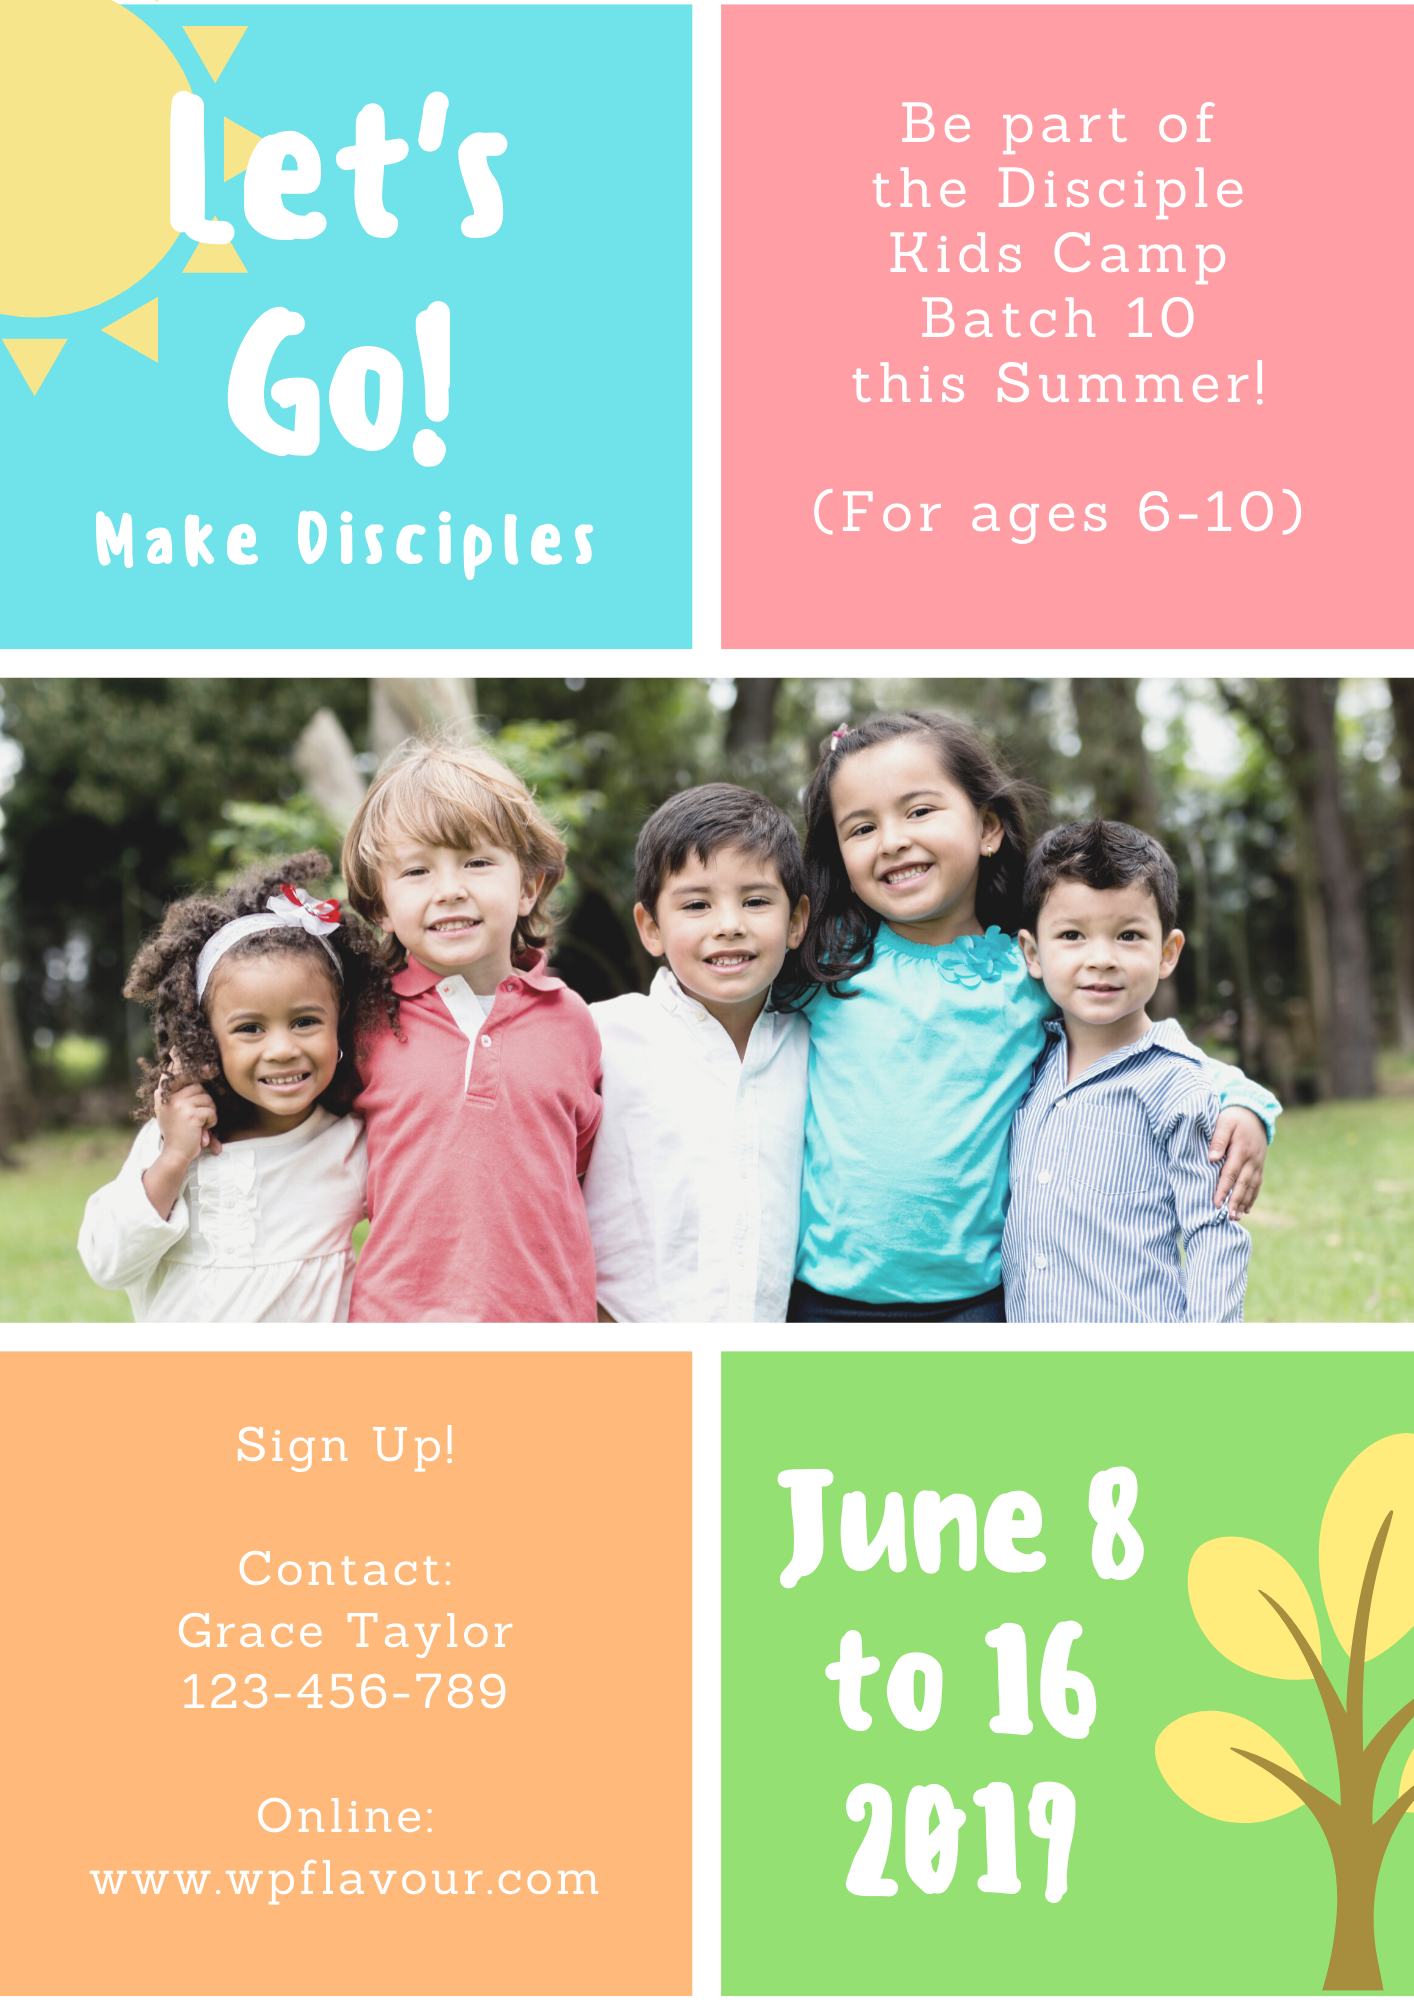 Let's
Go!
Make Disciples
Be part of
the Disciple
Kids Camp
Batch 10
this Summer!
(For ages 6-10)
Sign Up!
Contact:
Grace Taylor
123-456-789
Online:
www.wpflavour.com
June 8
to 16
2019